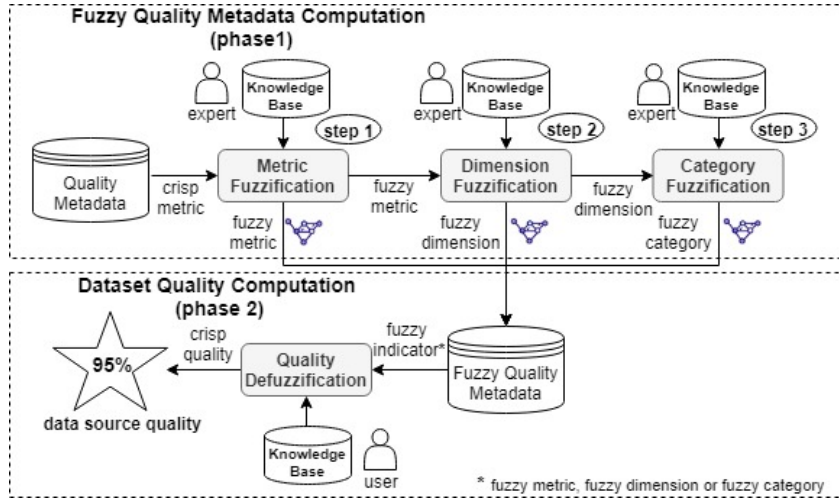 Fuzzy Quality Metadata Computation
(phase1)
expert
Knowledge
Base
step 1
expert
Knowledge
Base
step 2
expert
Knowledge
Base
step 3
Quality
Metadata
crisp
metric
Metric
Fuzzification
fuzzy
metric
Dimension
Fuzzification
fuzzy
dimension
Category
Fuzzification
fuzzy
metric
fuzzy
dimension
fuzzy
category
Dataset Quality Computation
(phase 2)
95%
data source quality
crisp
quality
Quality
Defuzzification
fuzzy
indicator*
Fuzzy Quality
Metadata
Knowledge
Base
user
* fuzzy metric, fuzzy dimension or fuzzy category